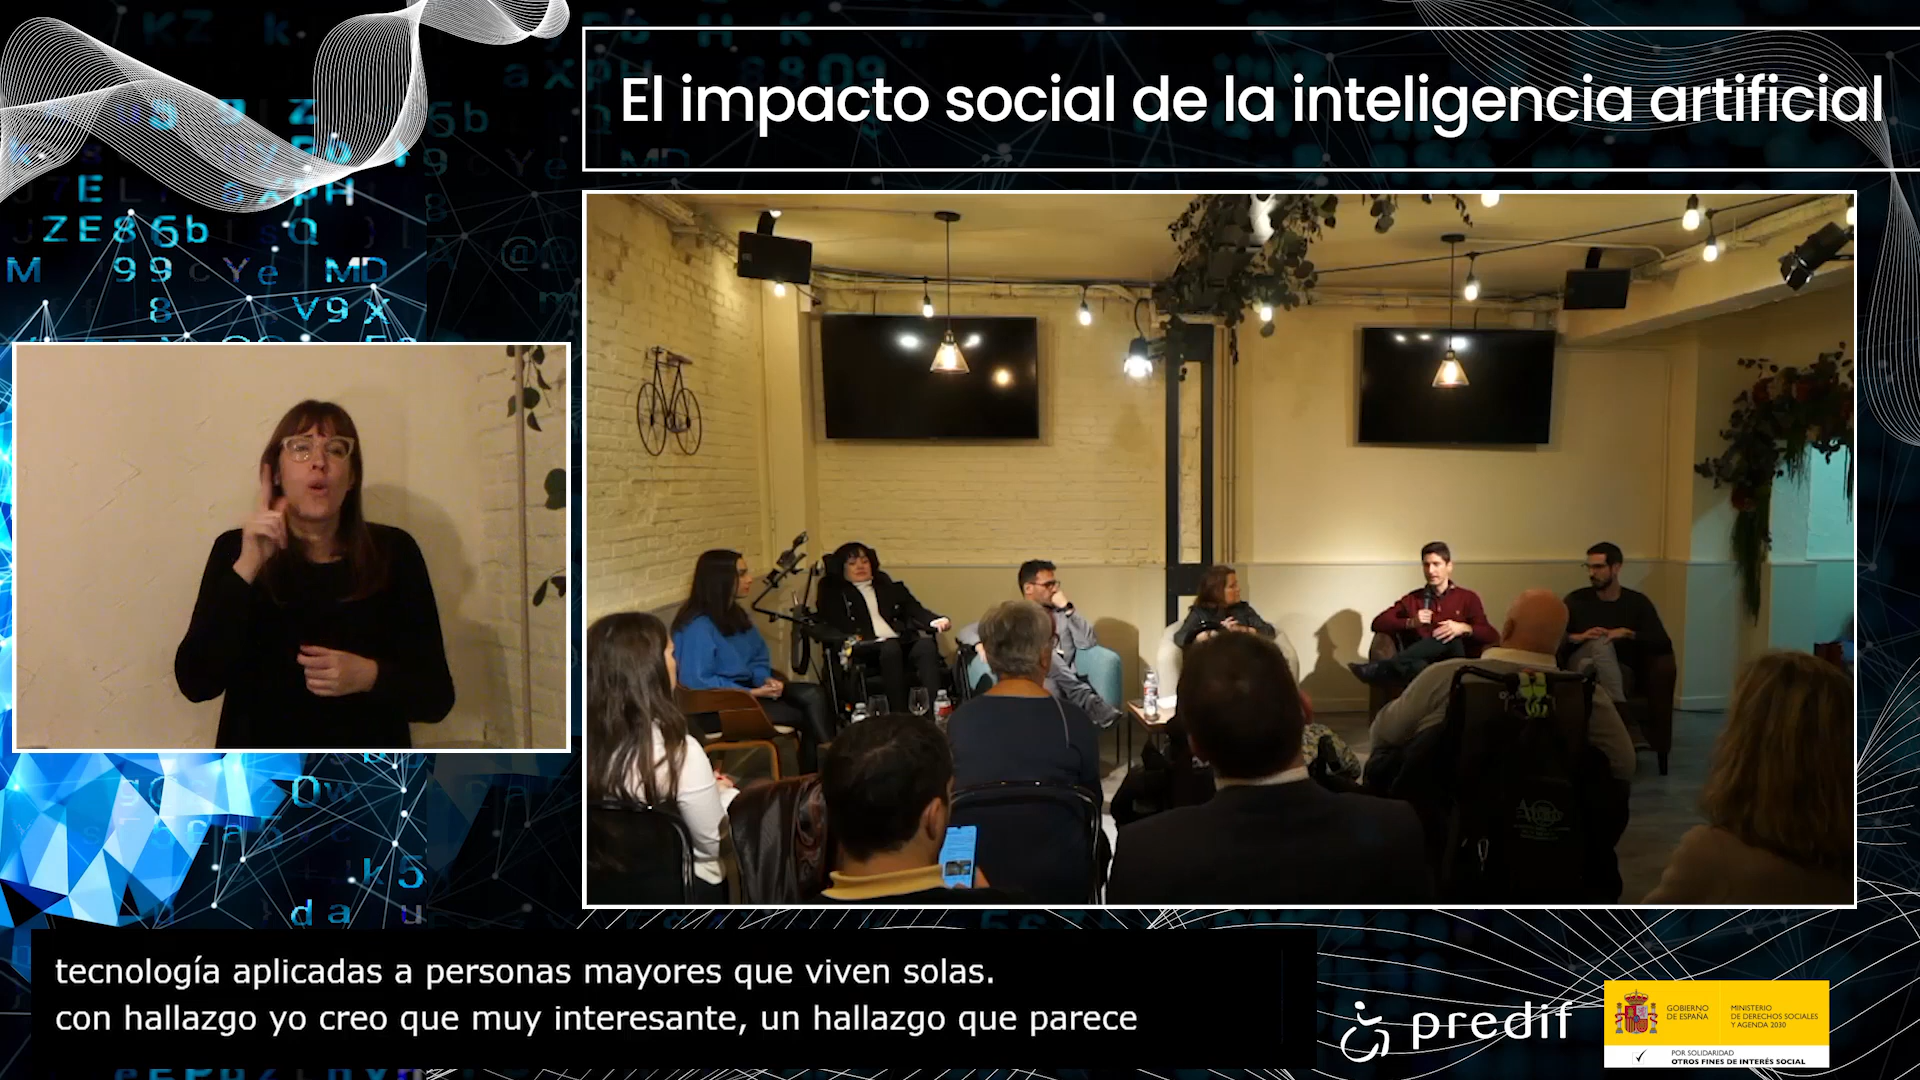 El impacto social de la inteligencia artificial
tecnología aplicadas a personas mayores que viven solas.
con hallazgo yo creo que muy interesante, un hallazgo que parece
predif
GOBIERNO
DE ESPAÑA
MINISTERIO
DE DERECHOS SOCIALES
Y AGENDA 2030
POR SOLIDARIDAD
OTROS FINES DE INTERÉS SOCIAL